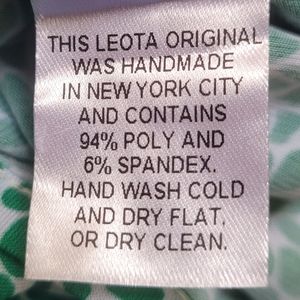 THIS LEOTA ORIGINAL
WAS HANDMADE
IN NEW YORK CITY
AND CONTAINS
94% POLY AND
6% SPANDEX.
HAND WASH COLD
AND DRY FLAT.
OR DRY CLEAN.